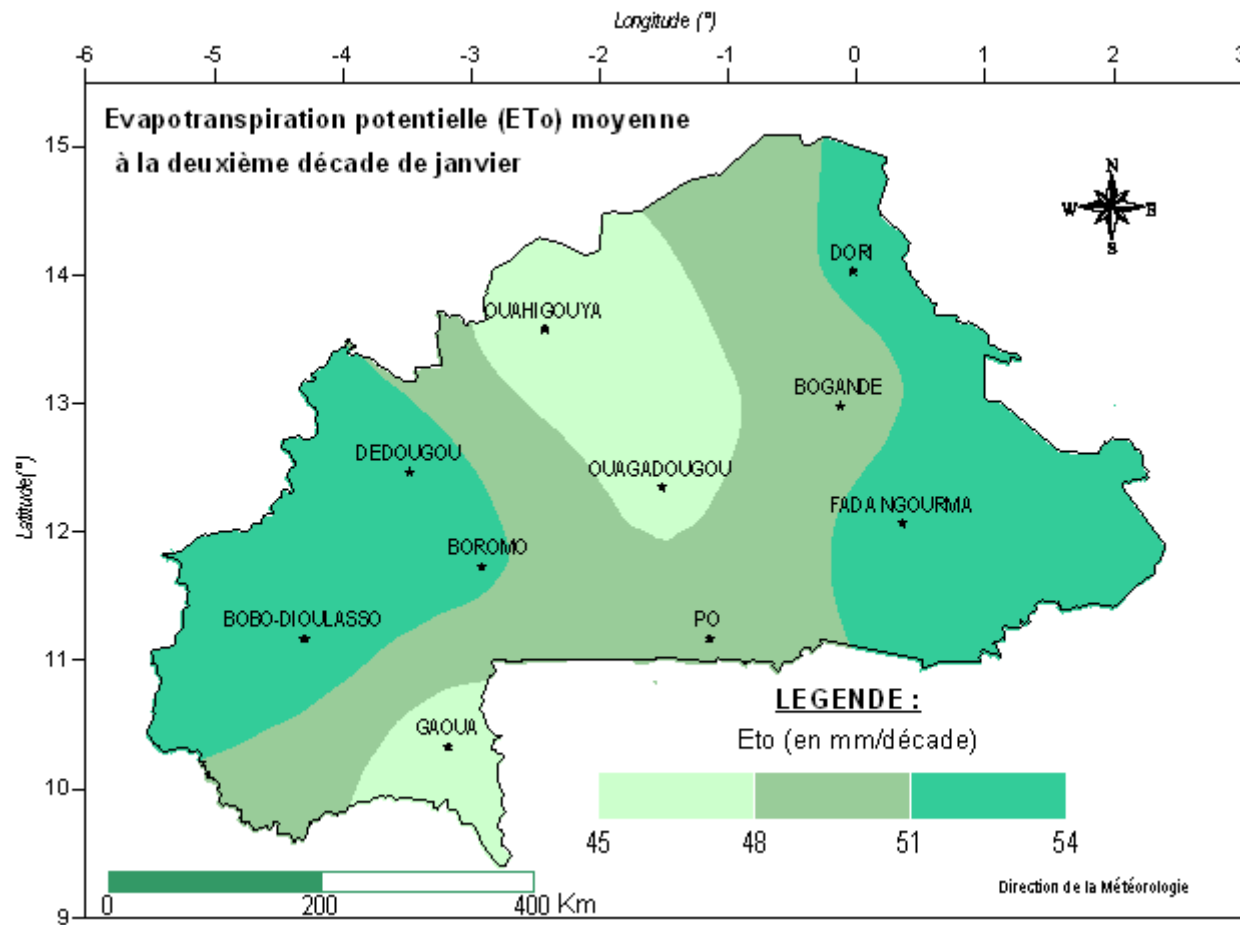 Longitude (°)
-6 -5 -4 -3 -2 -1 0 1 2 3
Evapotranspiration potentielle (ETo) moyenne
à la deuxième décade de janvier
15
N
W E
S
DORI
14
OUAHIGOUYA
13
BOGANDE
DEDOUGOU
OUAGADOUGOU
FADA NGOURMA
Latitude(°)
12
BOROMO
BOBO-DIOULASSO
PO
11
LEGENDE :
GAOUA
Eto (en mm/décade)
10
45 48 51 54
Direction de la Météorologie
0 200 400 Km
9